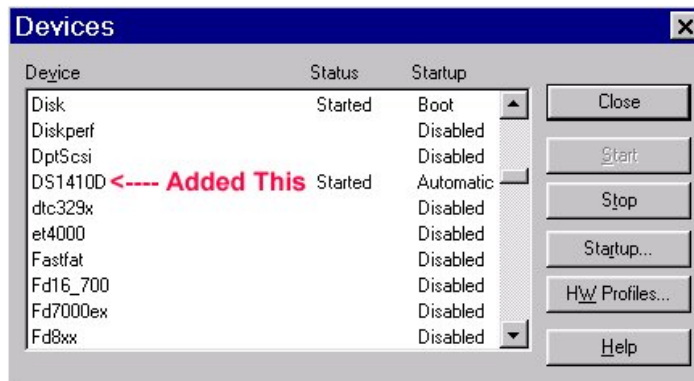 Devices
Device Status Startup
Disk Started Boot
Diskperf Disabled
DptScsi Disabled
DS1410D <---- Added This Started Automatic
dtc329x Disabled
et4000 Disabled
Fastfat Disabled
Fd16_700 Disabled
Fd7000ex Disabled
Fd8xx Disabled
Close
Start
Stop
Startup...
HW Profiles...
Help